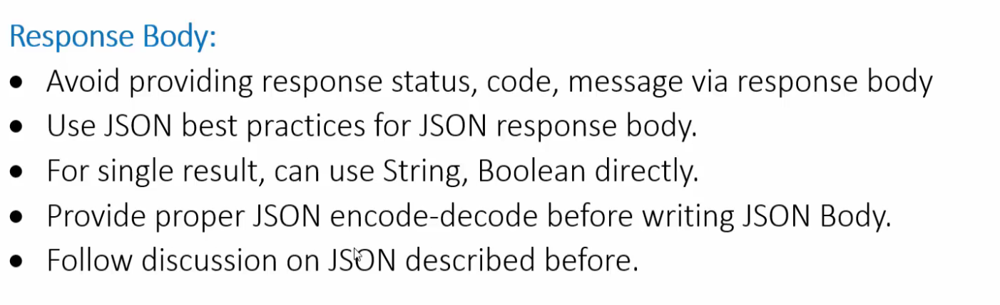 Response Body:
• Avoid providing response status, code, message via response body
• Use JSON best practices for JSON response body.
• For single result, can use String, Boolean directly.
• Provide proper JSON encode-decode before writing JSON Body.
• Follow discussion on JSON described before.